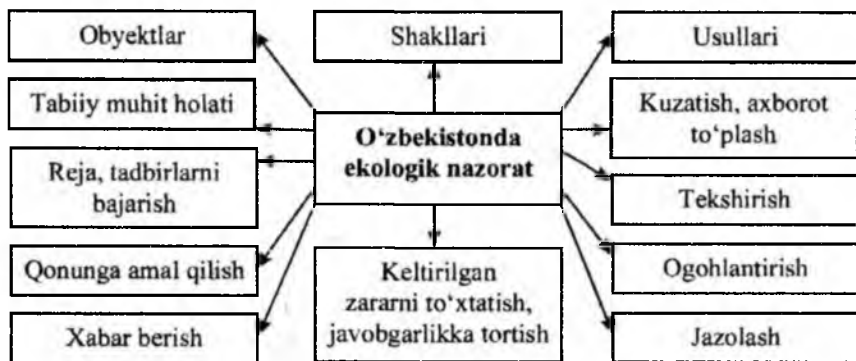 Obyektlar
Shakllari
Usullari
Tabiiy muhit holati
Kuzatish, axborot
to‘plash
O‘zbekistonda
ekologik nazorat
Reja, tadbirlarni
bajarish
Tekshirish
Qonunga amal qilish
Keltirilgan
zararni to‘xtatish,
javobgarlikka tortish
Ogohlantirish
Xabar berish
Jazolash